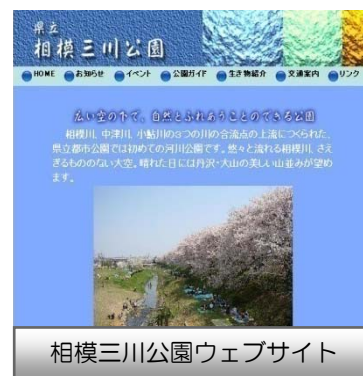 県立
相模三川公園
HOME お知らせ イベント 公園ガイド 生き物紹介 交通案内 リンク
広い空の下で、自然とふれあうことのできる公園
相模川、中津川、小鮎川の3つの川の合流点の上流につくられた、
県立都市公園では初めての河川公園です。悠々と流れる相模川、さえ
ぎるもののない大空。晴れた日には丹沢・大山の美しい山並みが望め
ます。
相模三川公園ウェブサイト